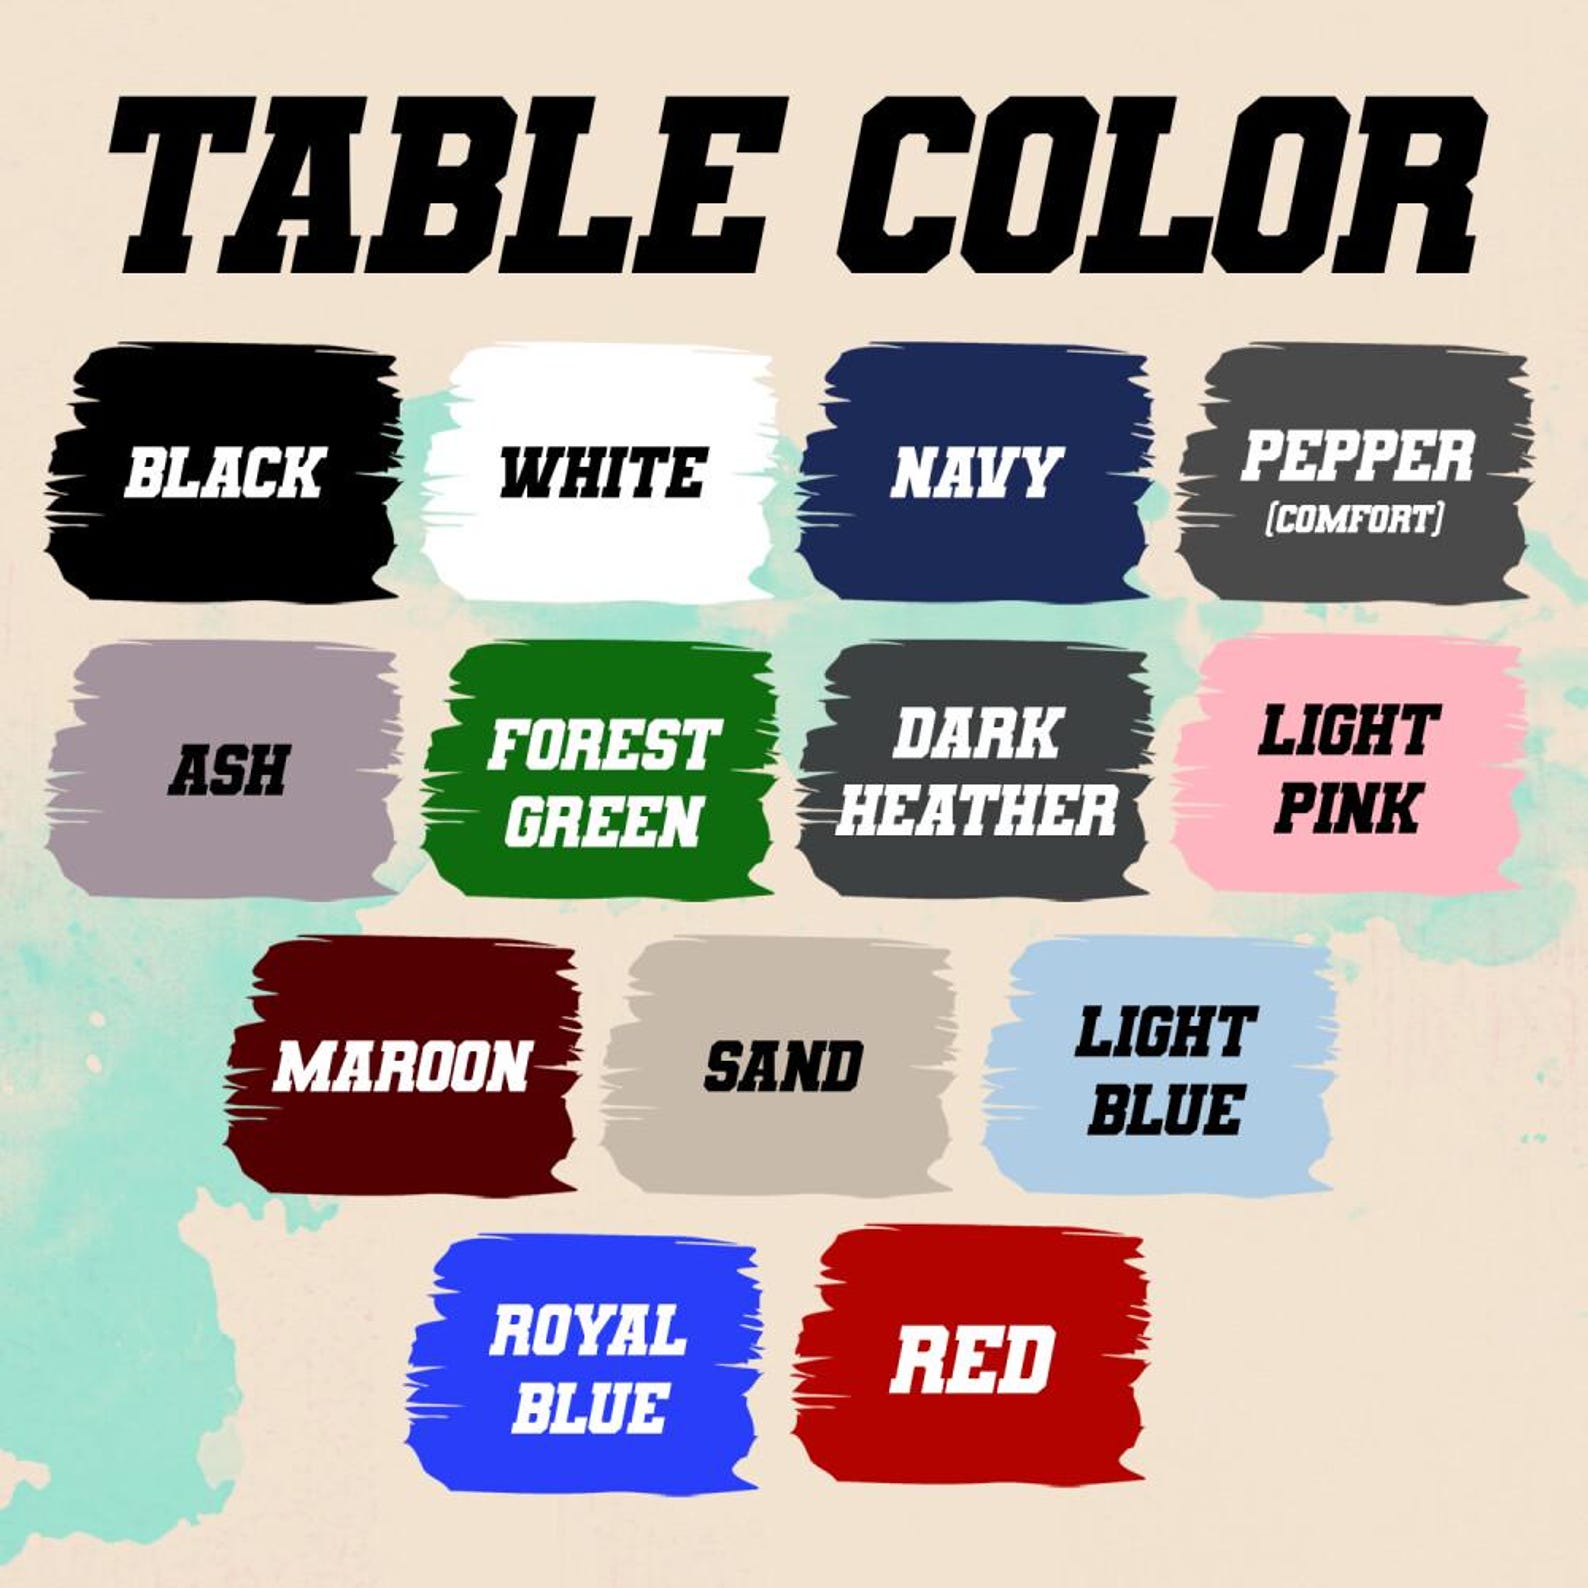 TABLE COLOR
BLACK
WHITE
NAVY
PEPPER
(COMFORT)
ASH
FOREST
GREEN
DARK
HEATHER
LIGHT
PINK
MAROON
SAND
LIGHT
BLUE
ROYAL
BLUE
RED